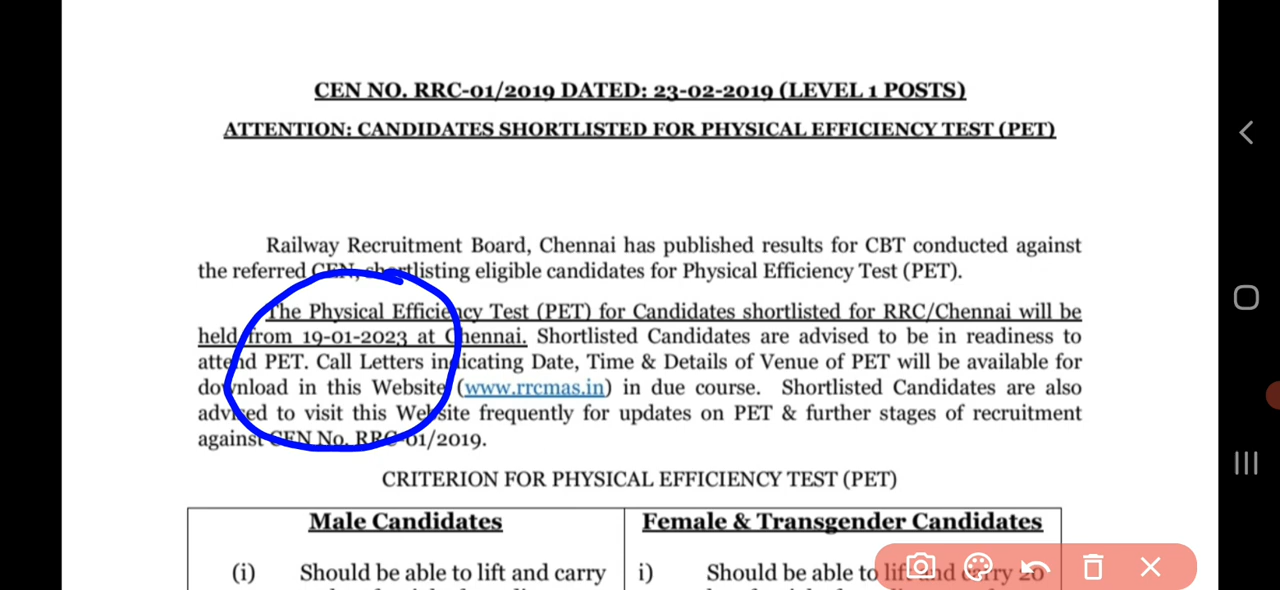 CEN NO. RRC-01/2019 DATED: 23-02-2019 (LEVEL 1 POSTS)
ATTENTION: CANDIDATES SHORTLISTED FOR PHYSICAL EFFICIENCY TEST (PET)
Railway Recruitment Board, Chennai has published results for CBT conducted against
the referred CEN, shortlisting eligible candidates for Physical Efficiency Test (PET).
The Physical Efficiency Test (PET) for Candidates shortlisted for RRC/Chennai will be
held from 19-01-2023 at Chennai. Shortlisted Candidates are advised to be in readiness to
attend PET. Call Letters indicating Date, Time & Details of Venue of PET will be available for
download in this Website (www.rrcmas.in) in due course. Shortlisted Candidates are also
advised to visit this Website frequently for updates on PET & further stages of recruitment
against CEN No. RRC-01/2019.
CRITERION FOR PHYSICAL EFFICIENCY TEST (PET)
Male Candidates
(i) Should be able to lift and carry
Female & Transgender Candidates
i) Should be able to lift and carry 20